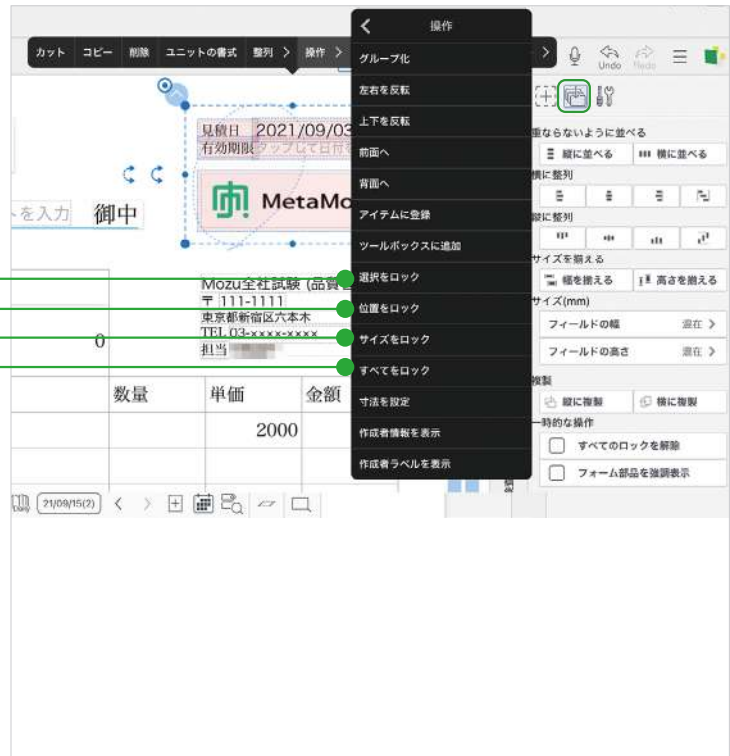 操作
カット コピー 削除 ユニットの書式 整列 操作
グループ化
左右を反転
上下を反転
前面へ
背面へ
アイテムに登録
ツールボックスに追加
選択をロック
位置をロック
サイズをロック
すべてをロック
寸法を設定
作成者情報を表示
作成者ラベルを表示
Undo Redo
見積日 2021/09/03
有効期限 タップして日付を
MetaMo
トを入力 御中
Mozu全社試験 (品質
〒 111-1111
東京都新宿区六本木
TEL 03-xxxx-xxxx
担当
0
数量 単価 金額
2000
重ならないように並べる
縦に並べる 横に並べる
横に整列
縦に整列
サイズを揃える
幅を揃える 高さを揃える
サイズ(mm)
フィールドの幅 混在
フィールドの高さ 混在
複製
縦に複製 横に複製
一時的な操作
すべてのロックを解除
フォーム部品を強調表示
Diary 21/09/15(2)